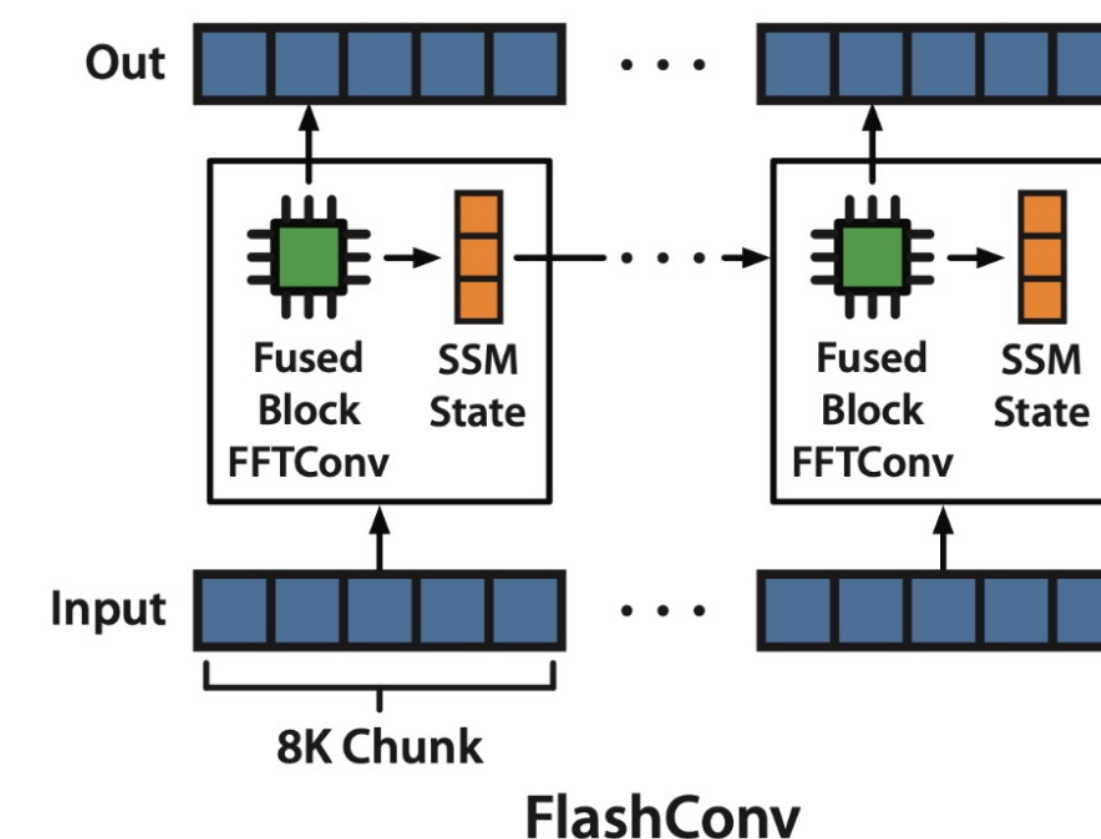 Out
Fused
Block
FFTConv
SSM
State
Fused
Block
FFTConv
SSM
State
Input
8K Chunk
FlashConv